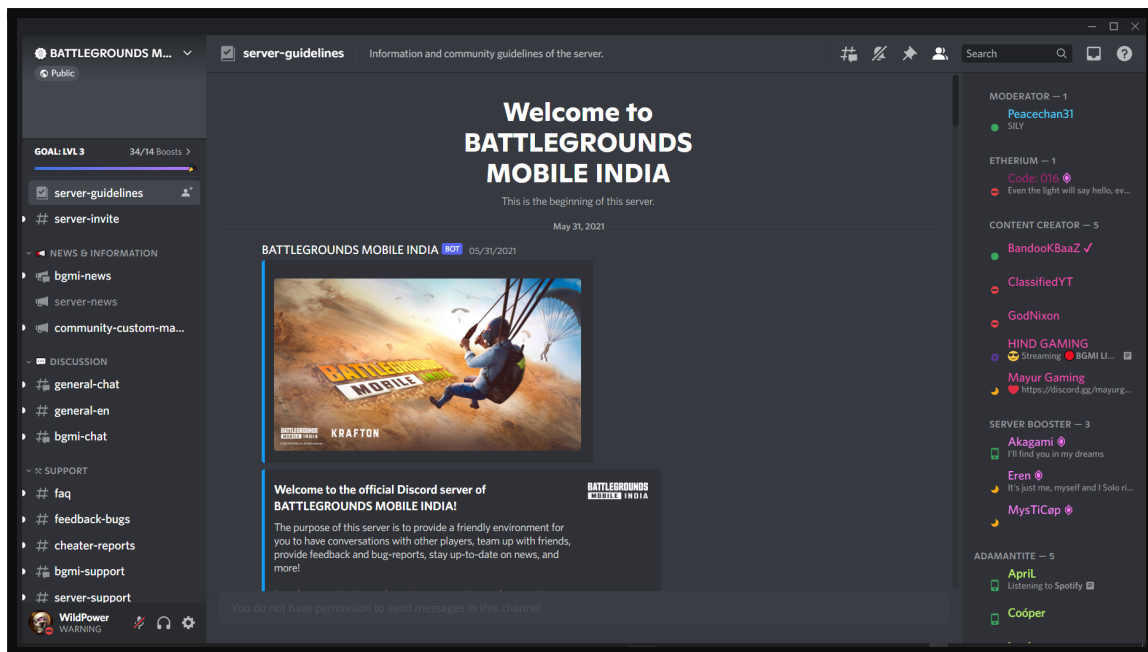 BATTLEGROUNDS M...
Public
GOAL: LVL 3 34/14 Boosts >
server-guidelines
# server-invite
NEWS & INFORMATION
bgmi-news
server-news
community-custom-ma...
DISCUSSION
general-chat
# general-en
bgmi-chat
SUPPORT
# faq
# feedback-bugs
# cheater-reports
bgmi-support
# server-support
WildPower
WARNING
server-guidelines Information and community guidelines of the server.
Search
Welcome to
BATTLEGROUNDS
MOBILE INDIA
This is the beginning of this server.
May 31, 2021
BATTLEGROUNDS MOBILE INDIA BOT 05/31/2021
BATTLEGROUNDS
MOBILE INDIA
BATTLEGROUNDS
MOBILE INDIA
KRAFTON
Welcome to the official Discord server of
BATTLEGROUNDS MOBILE INDIA!
BATTLEGROUNDS
MOBILE INDIA
The purpose of this server is to provide a friendly environment for
you to have conversations with other players, team up with friends,
provide feedback and bug-reports, stay up-to-date on news, and
more!
You do not have permission to send messages in this channel.
MODERATOR — 1
Peacechan31
SILY
ETHERIUM — 1
Code: 016
Even the light will say hello, ev...
CONTENT CREATOR — 5
BandooKBaaZ ✓
ClassifiedYT
GodNixon
HIND GAMING
😎 Streaming 🔴 BGMI LI...
Mayur Gaming
❤️ https://discord.gg/mayurg...
SERVER BOOSTER — 3
Akagami
I'll find you in my dreams
Eren
It's just me, myself and I Solo ri...
MysTiCøp
ADAMANTITE — 5
ApriL
Listening to Spotify
Coóper